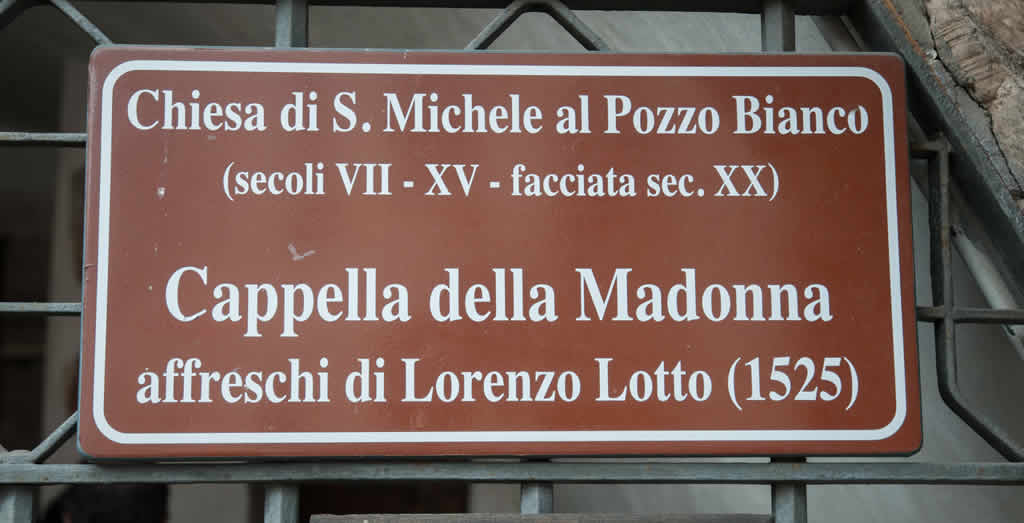 Chiesa di S. Michele al Pozzo Bianco
(secoli VII - XV - facciata sec. XX)
Cappella della Madonna
affreschi di Lorenzo Lotto (1525)